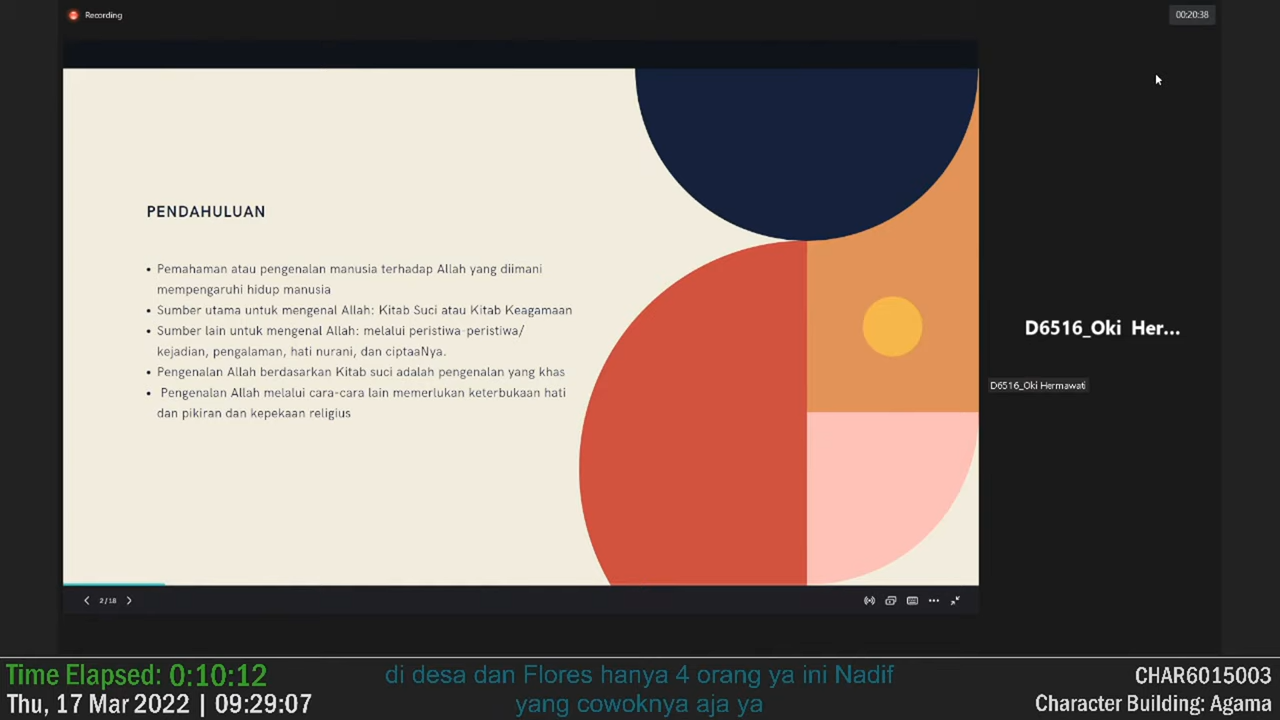 Recording
00:20:38
PENDAHULUAN
• Pemahaman atau pengenalan manusia terhadap Allah yang diimani
mempengaruhi hidup manusia
• Sumber utama untuk mengenal Allah: Kitab Suci atau Kitab Keagamaan
• Sumber lain untuk mengenal Allah: melalui peristiwa-peristiwa/
kejadian, pengalaman, hati nurani, dan ciptaaNya.
• Pengenalan Allah berdasarkan Kitab suci adalah pengenalan yang khas
• Pengenalan Allah melalui cara-cara lain memerlukan keterbukaan hati
dan pikiran dan kepekaan religius
D6516_Oki Her...
D6516_Oki Hermawati
2/18
Time Elapsed: 0:10:12
Thu, 17 Mar 2022 | 09:29:07
di desa dan Flores hanya 4 orang ya ini Nadif
yang cowoknya aja ya
CHAR6015003
Character Building: Agama